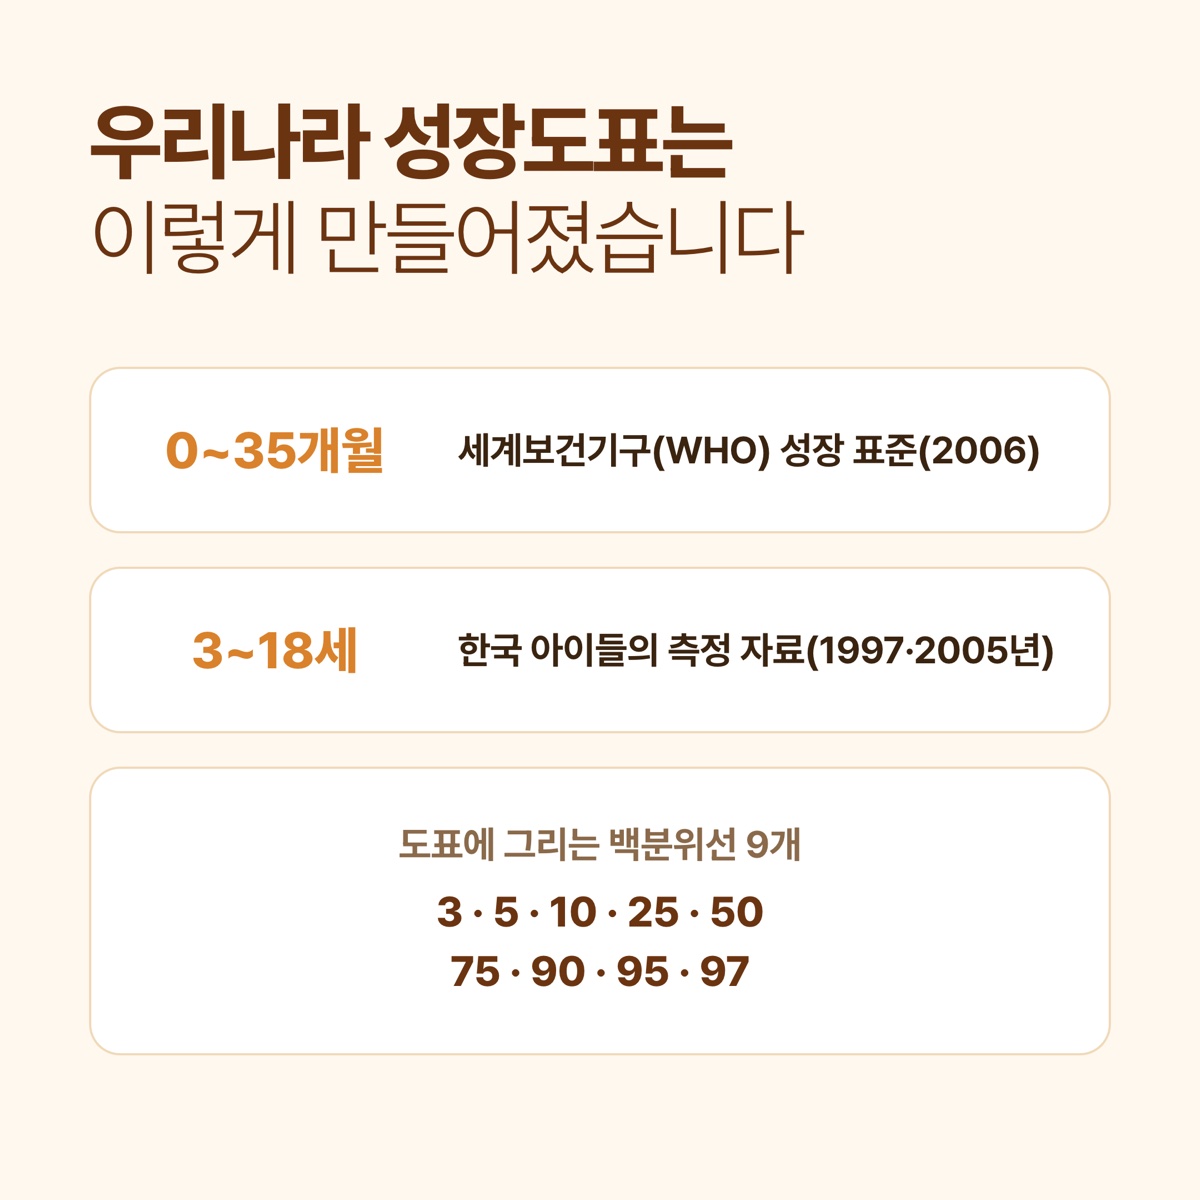 우리나라 성장도표는
이렇게 만들어졌습니다
0~35개월
세계보건기구(WHO) 성장 표준(2006)
3~18세
한국 아이들의 측정 자료(1997·2005년)
도표에 그리는 백분위선 9개
3 · 5 · 10 · 25 · 50
75 · 90 · 95 · 97